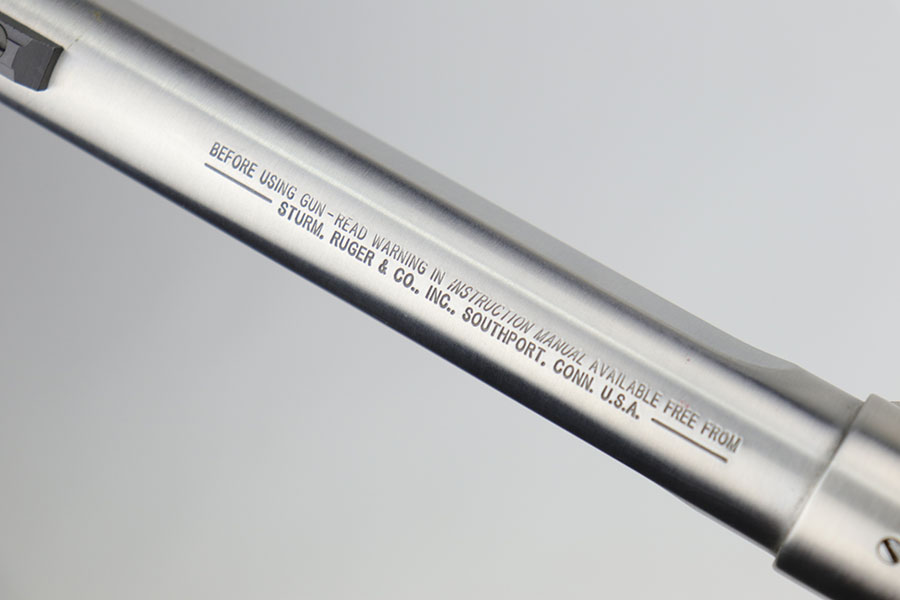 BEFORE USING GUN-READ WARNING IN INSTRUCTION MANUAL AVAILABLE FREE FROM
STURM, RUGER & CO., INC., SOUTHPORT, CONN. U.S.A.